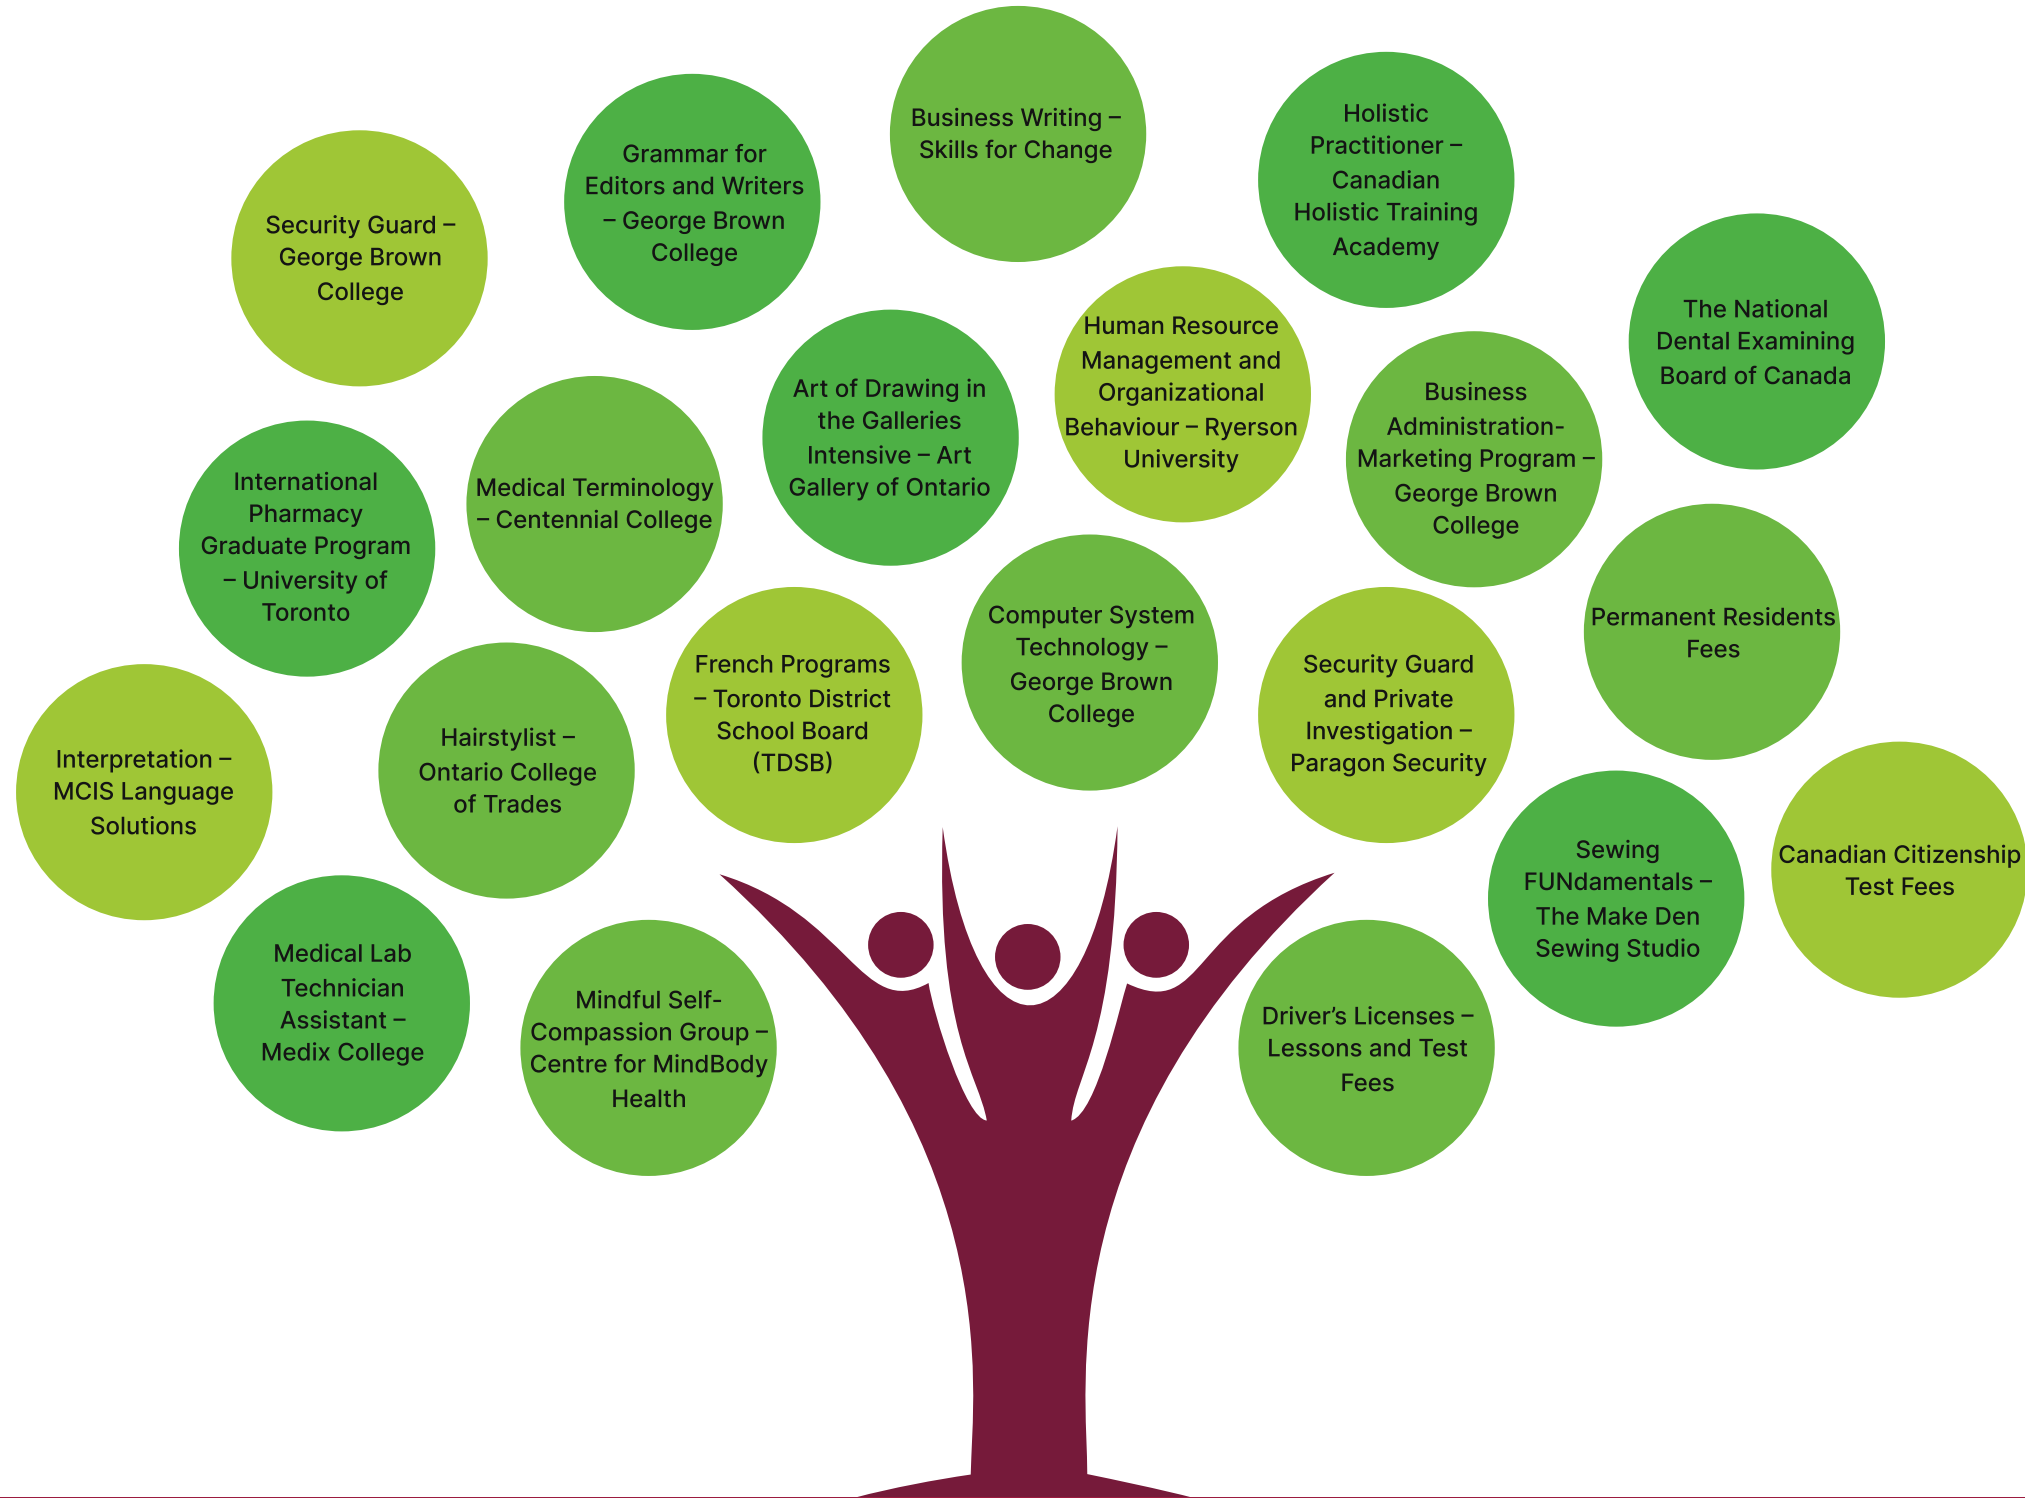 Business Writing –
Skills for Change
Holistic
Practitioner –
Canadian
Holistic Training
Academy
Grammar for
Editors and Writers
– George Brown
College
Security Guard –
George Brown
College
The National
Dental Examining
Board of Canada
Human Resource
Management and
Organizational
Behaviour – Ryerson
University
Art of Drawing in
the Galleries
Intensive – Art
Gallery of Ontario
Business
Administration-
Marketing Program –
George Brown
College
International
Pharmacy
Graduate Program
– University of
Toronto
Medical Terminology
– Centennial College
Permanent Residents
Fees
Computer System
Technology –
George Brown
College
French Programs
– Toronto District
School Board
(TDSB)
Security Guard
and Private
Investigation –
Paragon Security
Hairstylist –
Ontario College
of Trades
Interpretation –
MCIS Language
Solutions
Sewing
FUNdamentals –
The Make Den
Sewing Studio
Canadian Citizenship
Test Fees
Medical Lab
Technician
Assistant –
Medix College
Mindful Self-
Compassion Group –
Centre for MindBody
Health
Driver’s Licenses –
Lessons and Test
Fees